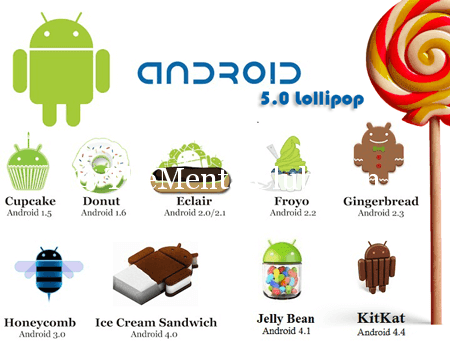 ANDROID
5.0 Lollipop
Cupcake
Android 1.5
Donut
Android 1.6
Eclair
Android 2.0/2.1
Froyo
Android 2.2
Gingerbread
Android 2.3
Honeycomb
Android 3.0
Ice Cream Sandwich
Android 4.0
Jelly Bean
Android 4.1
KitKat
Android 4.4